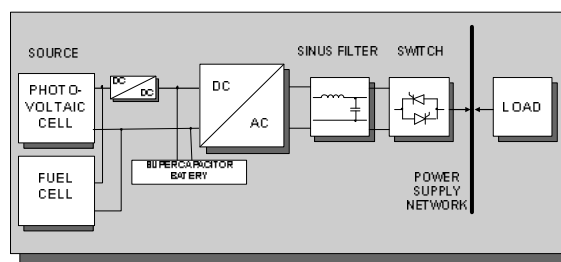 SOURCE
SINUS FILTER
SWITCH
PHOTO-
VOLTAIC
CELL
DC
DC
DC
AC
LOAD
SUPERCAPACITOR
BATERY
FUEL
CELL
POWER
SUPPLY
NETWORK